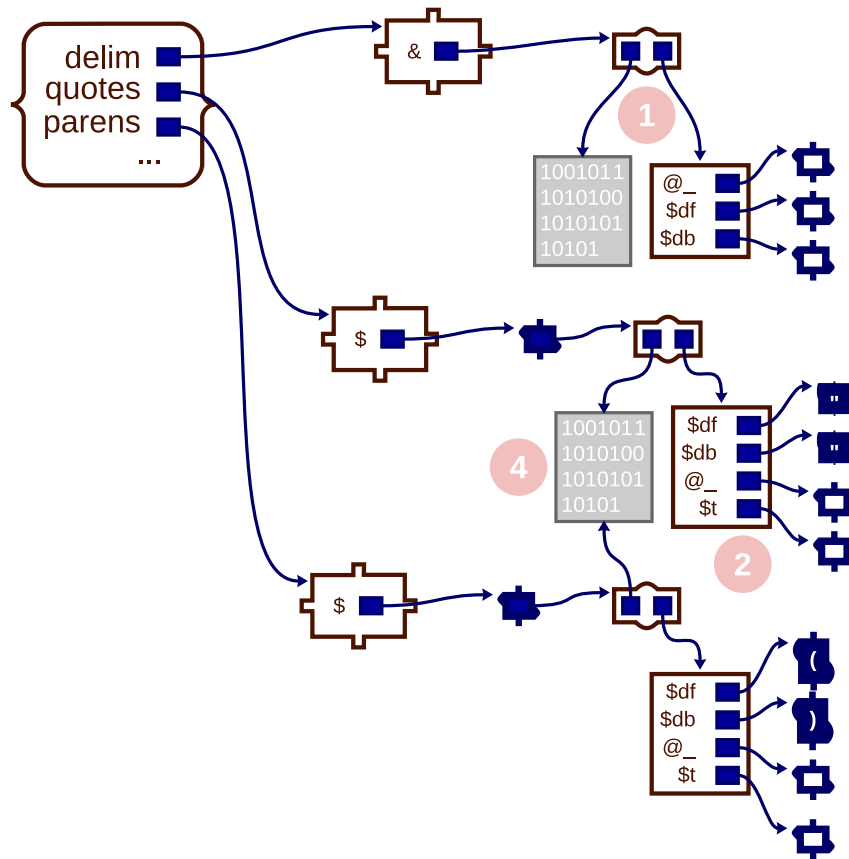 delim
quotes
parens
...
&
1
1001011
1010100
1010101
10101
@_
$df
$db
$
4
1001011
1010100
1010101
10101
$df
"
$db
"
@_
$t
2
$
$df
(
$db
)
@_
$t